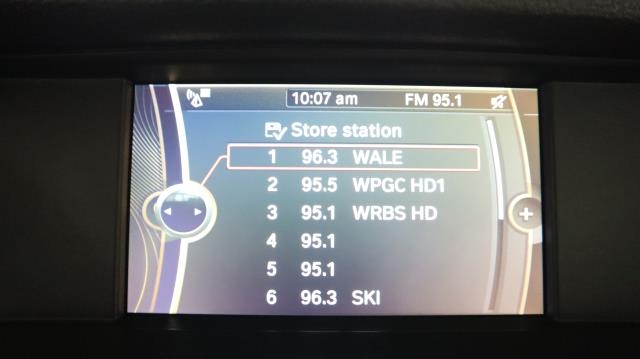 10:07 am FM 95.1
Store station
1 96.3 WALE
2 95.5 WPGC HD1
3 95.1 WRBS HD
4 95.1
5 95.1
6 96.3 SKI